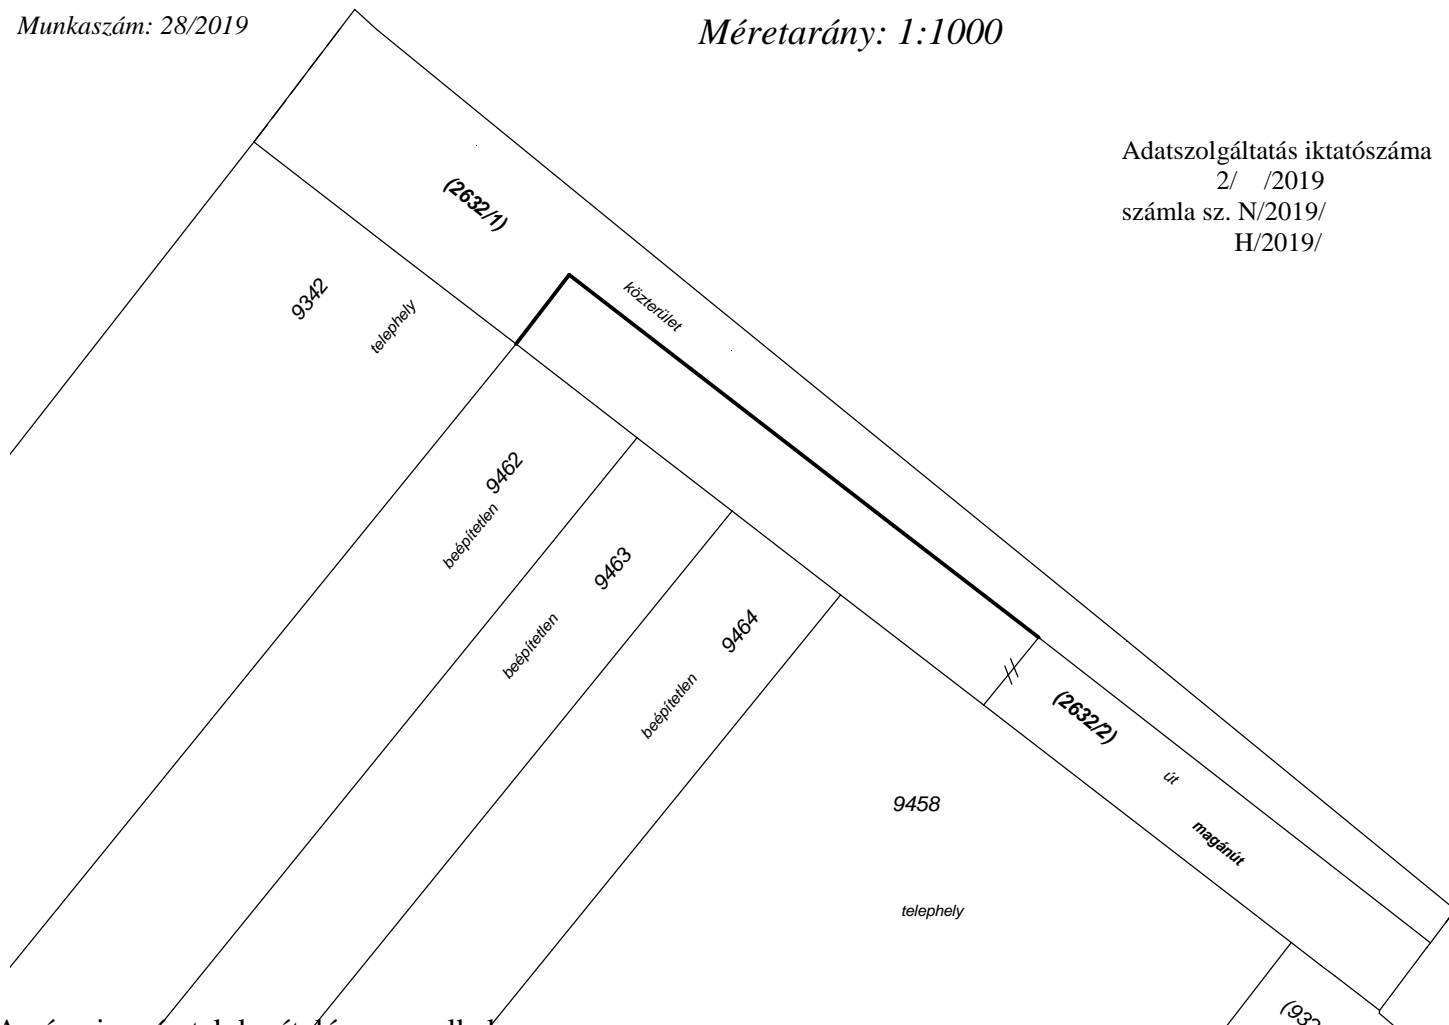 Munkaszám: 28/2019
Méretarány: 1:1000
Adatszolgáltatás iktatószáma
2/ /2019
számla sz. N/2019/
H/2019/
(2632/1)
közterület
9342
telephely
9462
beépítetlen
9463
beépítetlen
9464
beépítetlen
(2632/2)
út
magánút
9458
telephely
(932